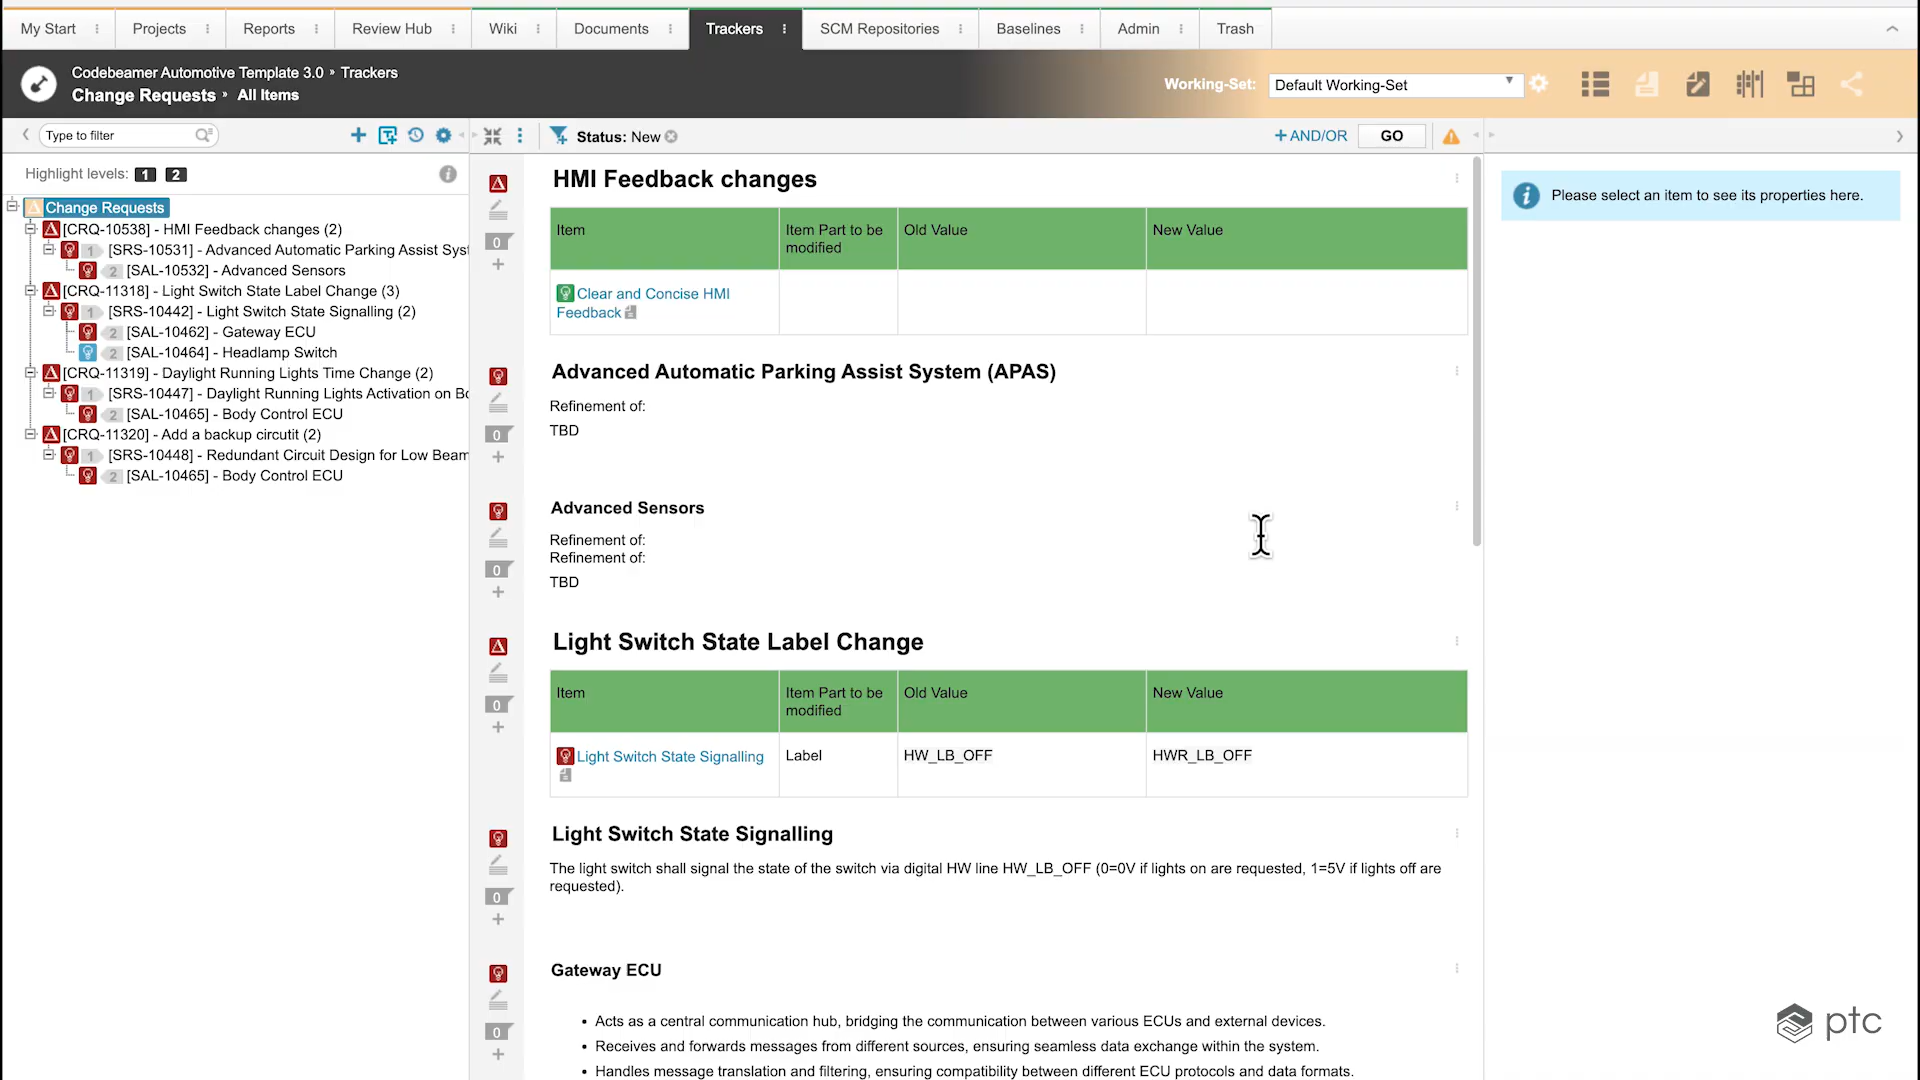 My Start Projects Reports Review Hub Wiki Documents Trackers SCM Repositories Baselines Admin Trash
Codebeamer Automotive Template 3.0 » Trackers
Change Requests » All Items
Working-Set: Default Working-Set
Type to filter
Status: New
+AND/OR
GO
Highlight levels: 1 2
Change Requests
[CRQ-10538] - HMI Feedback changes (2)
1 [SRS-10531] - Advanced Automatic Parking Assist Syst
2 [SAL-10532] - Advanced Sensors
[CRQ-11318] - Light Switch State Label Change (3)
1 [SRS-10442] - Light Switch State Signalling (2)
2 [SAL-10462] - Gateway ECU
2 [SAL-10464] - Headlamp Switch
[CRQ-11319] - Daylight Running Lights Time Change (2)
1 [SRS-10447] - Daylight Running Lights Activation on Bo
2 [SAL-10465] - Body Control ECU
[CRQ-11320] - Add a backup circutit (2)
1 [SRS-10448] - Redundant Circuit Design for Low Beam
2 [SAL-10465] - Body Control ECU
HMI Feedback changes
0
Item
Item Part to be modified
Old Value
New Value
Clear and Concise HMI
Feedback
Advanced Automatic Parking Assist System (APAS)
Refinement of:
0
TBD
Advanced Sensors
Refinement of:
Refinement of:
0
TBD
Light Switch State Label Change
0
Item
Item Part to be modified
Old Value
New Value
Light Switch State Signalling
Label
HW_LB_OFF
HWR_LB_OFF
Light Switch State Signalling
The light switch shall signal the state of the switch via digital HW line HW_LB_OFF (0=0V if lights on are requested, 1=5V if lights off are
requested).
0
Gateway ECU
0
• Acts as a central communication hub, bridging the communication between various ECUs and external devices.
• Receives and forwards messages from different sources, ensuring seamless data exchange within the system.
• Handles message translation and filtering, ensuring compatibility between different ECU protocols and data formats.
Please select an item to see its properties here.
ptc